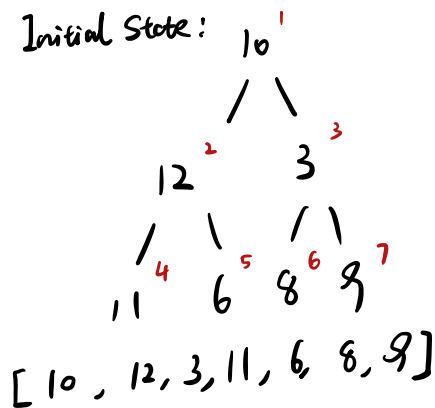 Initial State:
10 1
12 2 3 3
11 4 6 5 8 6 9 7
[ 10 , 12, 3, 11, 6, 8, 9 ]